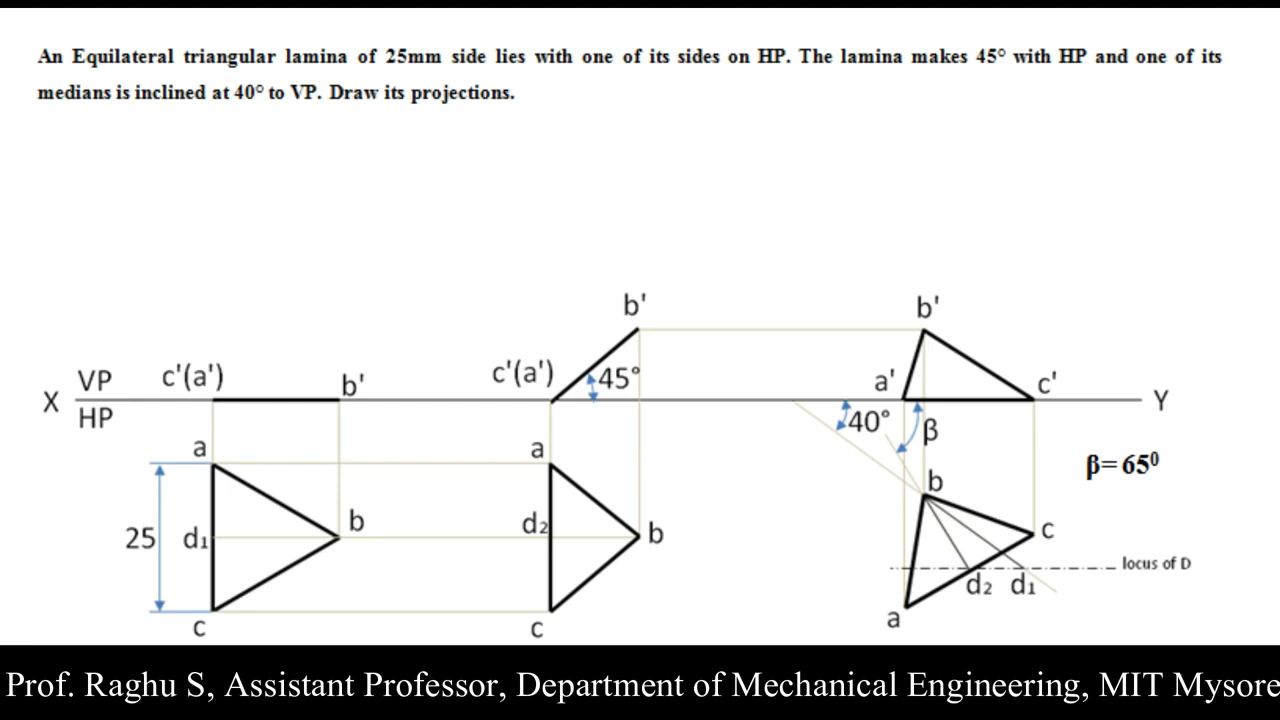 An Equilateral triangular lamina of 25mm side lies with one of its sides on HP. The lamina makes 45⁰ with HP and one of its
medians is inclined at 40⁰ to VP. Draw its projections.
b'
b'
X
VP
HP
c'(a')
b'
c'(a')
45°
a'
c'
Y
40°
β
β=65⁰
a
a
b
25
d₁
b
d₂
b
c
locus of D
d₂
d₁
c
c
a
Prof. Raghu S, Assistant Professor, Department of Mechanical Engineering, MIT Mysore